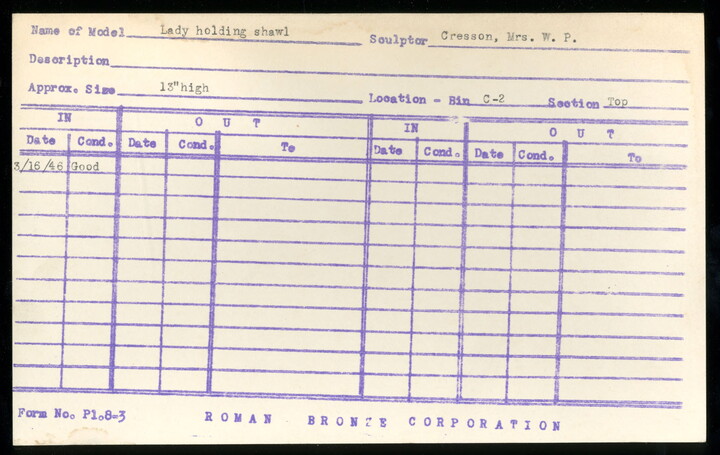 Name of Model Lady holding shawl Sculptor Cresson, Mrs. W. P.
Description
Approx. Size 13"high Location - Bin C-2 Section Top
IN OUT IN OUT
Date Cond. Date Cond. To Date Cond. Date Cond. To
3/16/46 Good
Form No. P1.8=3 ROMAN BRONZE CORPORATION